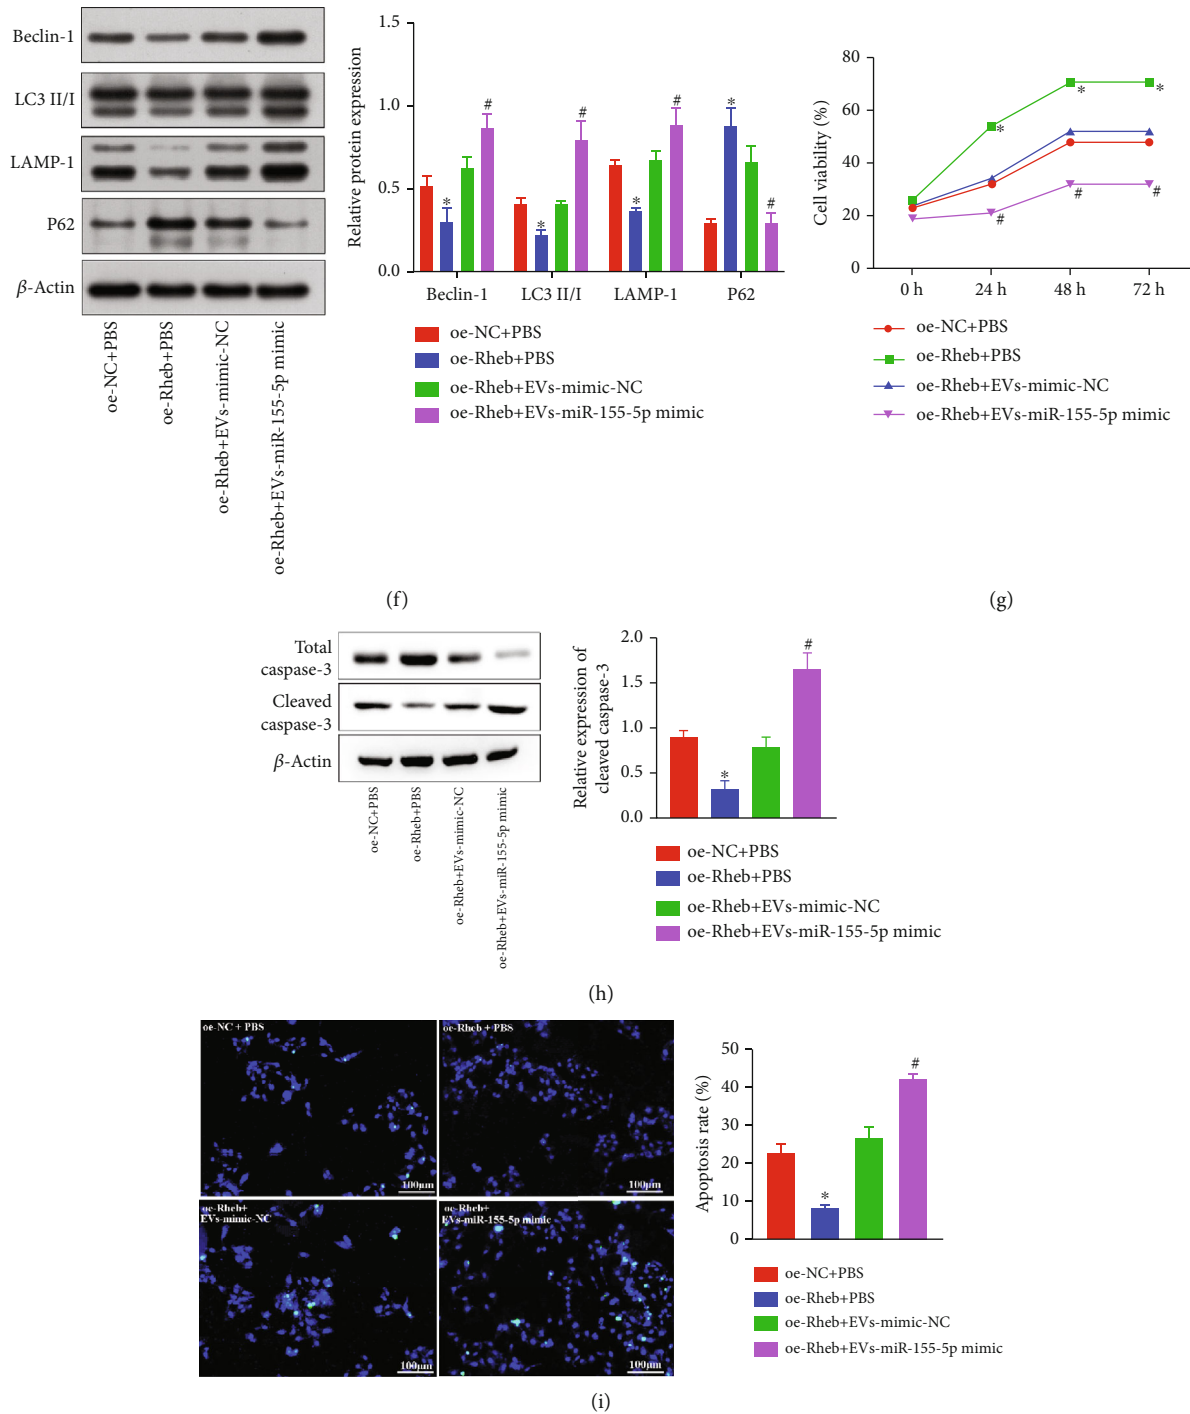 Beclin-1
LC3 II/I
LAMP-1
P62
β-Actin
oe-NC+PBS
oe-Rheb+PBS
oe-Rheb+EVs-mimic-NC
oe-Rheb+EVs-miR-155-5p mimic
Relative protein expression
1.5
1.0
0.5
0.0
*
#
*
#
*
#
*
#
Beclin-1
LC3 II/I
LAMP-1
P62
oe-NC+PBS
oe-Rheb+PBS
oe-Rheb+EVs-mimic-NC
oe-Rheb+EVs-miR-155-5p mimic
(f)
Cell viability (%)
80
60
40
20
0
*
*
*
#
#
#
0 h
24 h
48 h
72 h
oe-NC+PBS
oe-Rheb+PBS
oe-Rheb+EVs-mimic-NC
oe-Rheb+EVs-miR-155-5p mimic
(g)
Total
caspase-3
Cleaved
caspase-3
β-Actin
oe-NC+PBS
oe-Rheb+PBS
oe-Rheb+EVs-mimic-NC
oe-Rheb+EVs-miR-155-5p mimic
Relative expression of
cleaved caspase-3
2.0
1.5
1.0
0.5
0.0
*
#
oe-NC+PBS
oe-Rheb+PBS
oe-Rheb+EVs-mimic-NC
oe-Rheb+EVs-miR-155-5p mimic
(h)
oe-NC + PBS
100μm
oe-Rheb + PBS
100μm
oe-Rheb+
EVs-mimic-NC
100μm
oe-Rheb+
EVs-miR-155-5p mimic
100μm
Apoptosis rate (%)
50
40
30
20
10
0
*
#
oe-NC+PBS
oe-Rheb+PBS
oe-Rheb+EVs-mimic-NC
oe-Rheb+EVs-miR-155-5p mimic
(i)